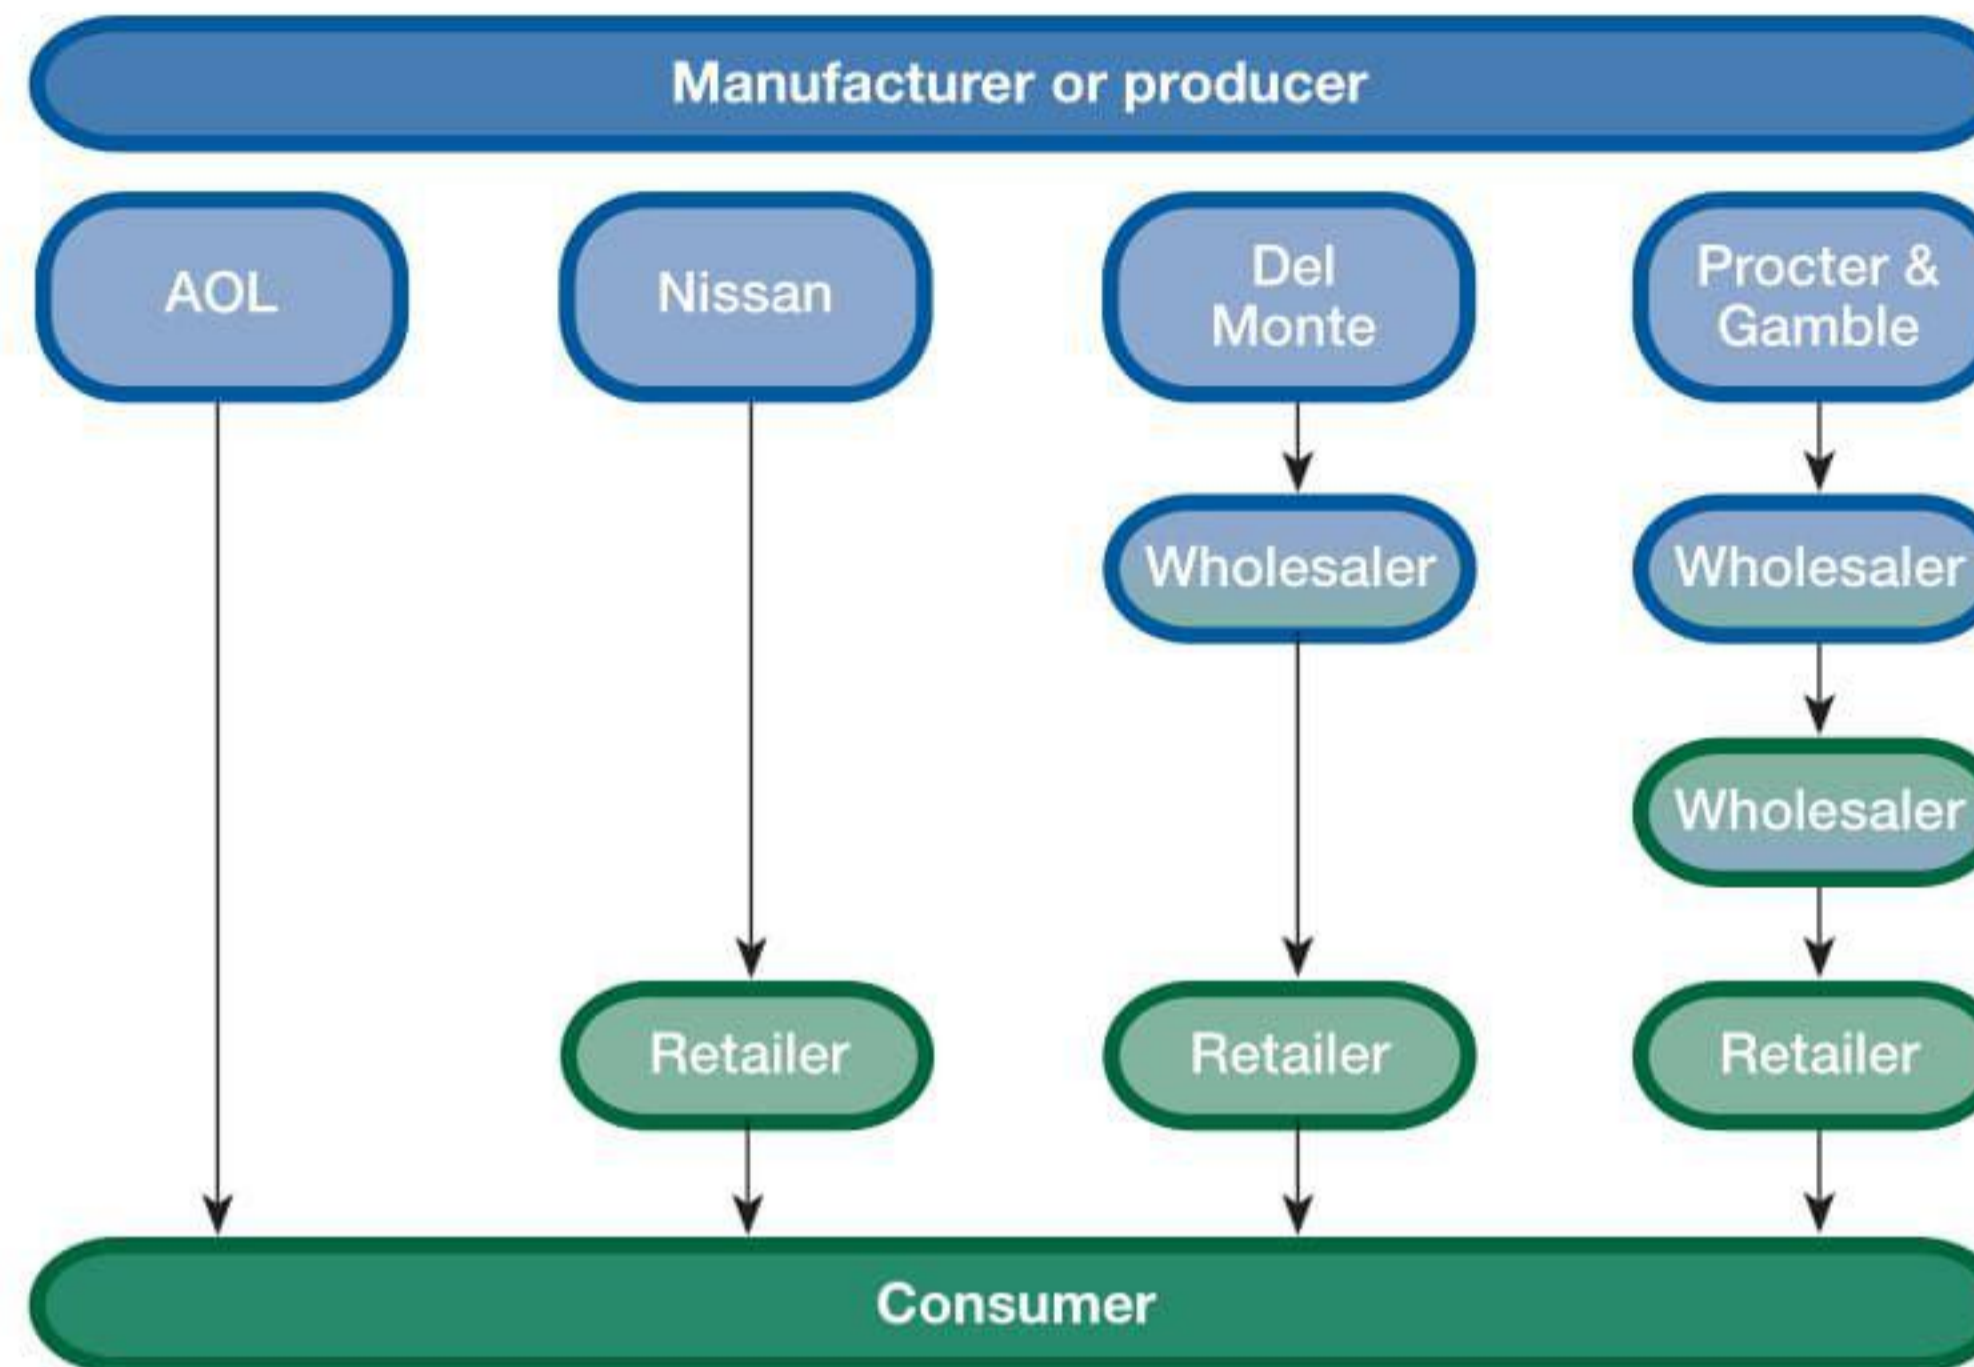 Manufacturer or producer
AOL
Nissan
Del
Monte
Procter &
Gamble
Wholesaler
Wholesaler
Wholesaler
Retailer
Retailer
Retailer
Consumer